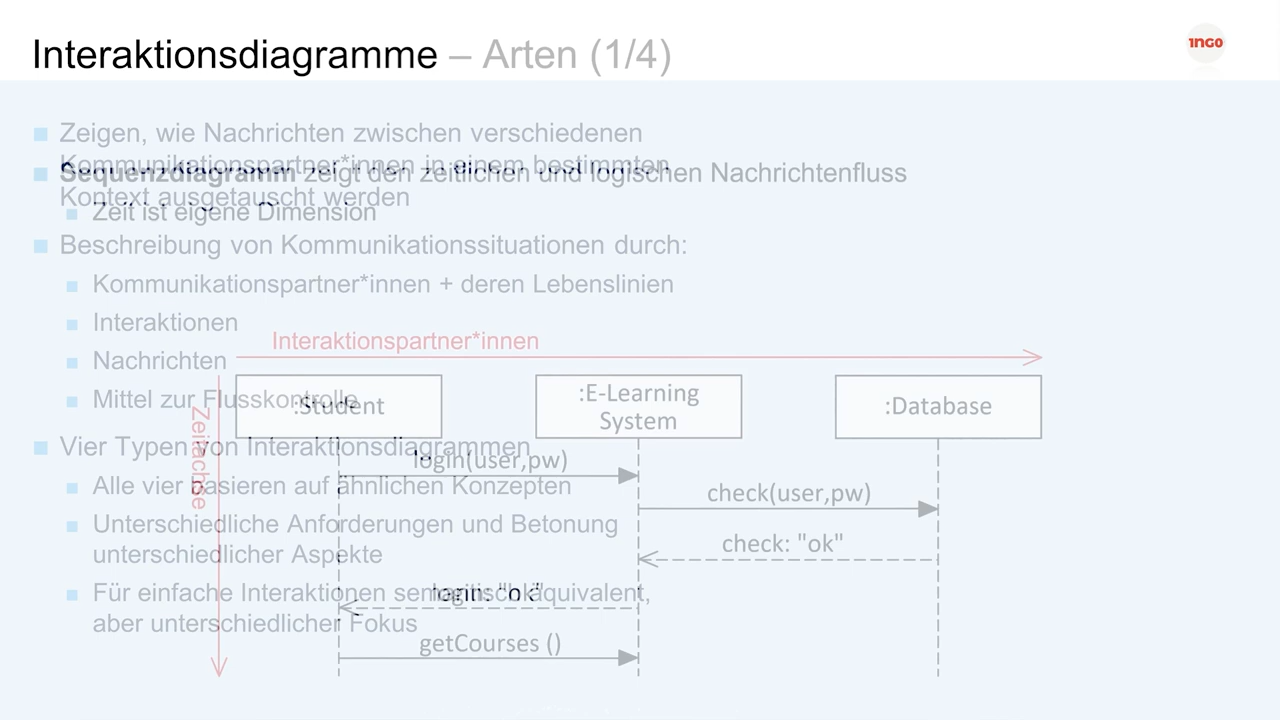 Interaktionsdiagramme – Arten (1/4)
1NGO
Zeigen, wie Nachrichten zwischen verschiedenen
Kommunikationspartner*innen in einem bestimmten
Kontext ausgetauscht werden
Sequenzdiagramm zeigt den zeitlichen und logischen Nachrichtenfluss
Zeit ist eigene Dimension
Beschreibung von Kommunikationssituationen durch:
Kommunikationspartner*innen + deren Lebenslinien
Interaktionen
Nachrichten
Mittel zur Flusskontrolle
Vier Typen von Interaktionsdiagrammen
Alle vier basieren auf ähnlichen Konzepten
Unterschiedliche Anforderungen und Betonung
unterschiedlicher Aspekte
Für einfache Interaktionen semantisch äquivalent,
aber unterschiedlicher Fokus
Interaktionspartner*innen
Zeitachse
:Student
:E-Learning
System
:Database
login(user,pw)
check(user,pw)
check: "ok"
login: "ok"
getCourses ()